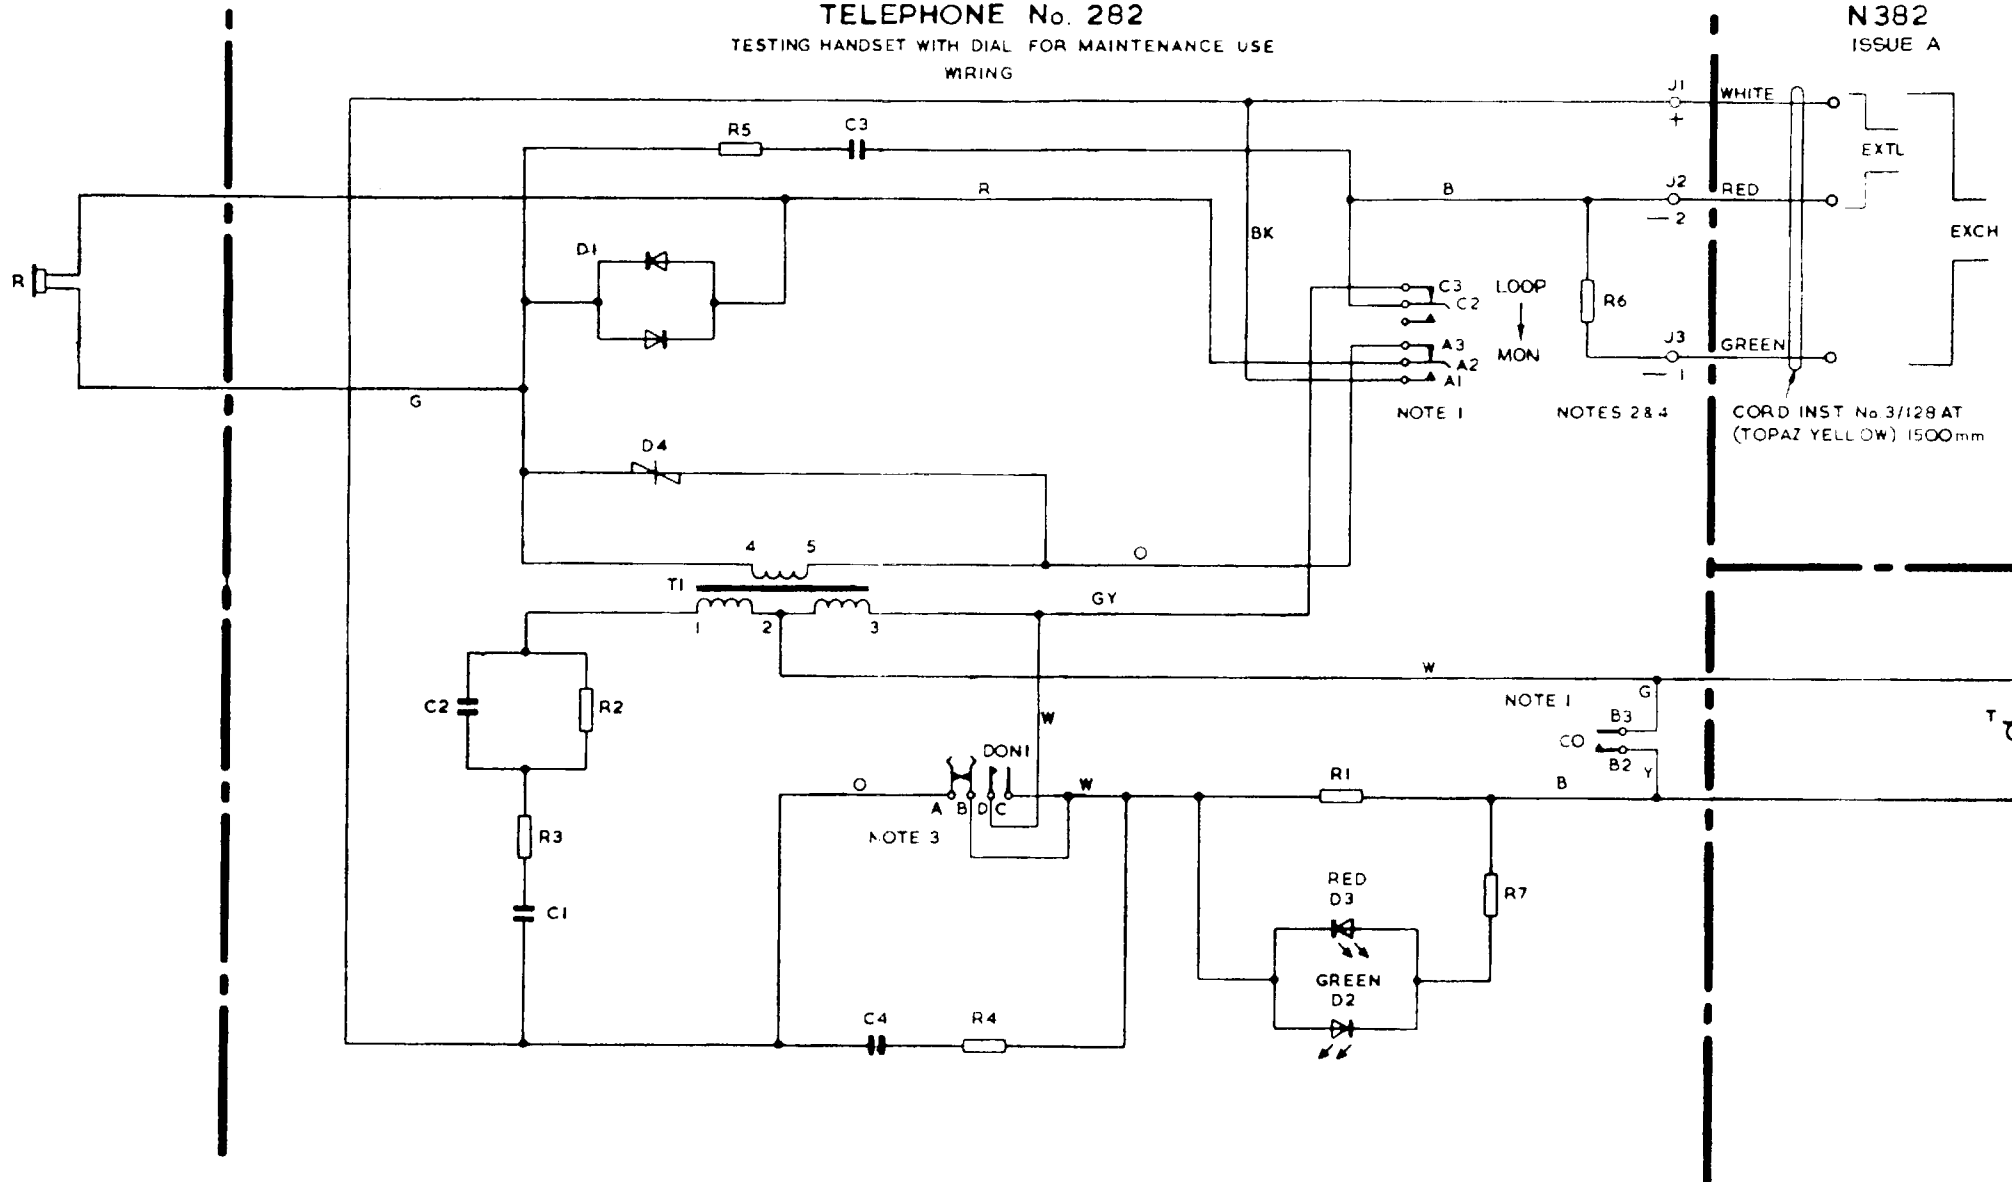 TELEPHONE No. 282
TESTING HANDSET WITH DIAL FOR MAINTENANCE USE
WIRING
N 382
ISSUE A
J1
WHITE
+
R5
C3
EXTL
J2
RED
R
B
— 2
D1
BK
EXCH
R
C3
LOOP
C2
R6
A3
MON
A2
A1
J3
GREEN
— 1
G
NOTE 1
NOTES 2 & 4
CORD INST No. 3/128 AT
(TOPAZ YELLOW) 1500mm
D4
4
5
O
T1
GY
1
2
3
W
C2
R2
W
NOTE 1
G
B3
CO
B2
Y
T
DON1
O
W
R1
B
A
B
D
C
NOTE 3
R3
C1
RED
D3
R7
GREEN
D2
C4
R4